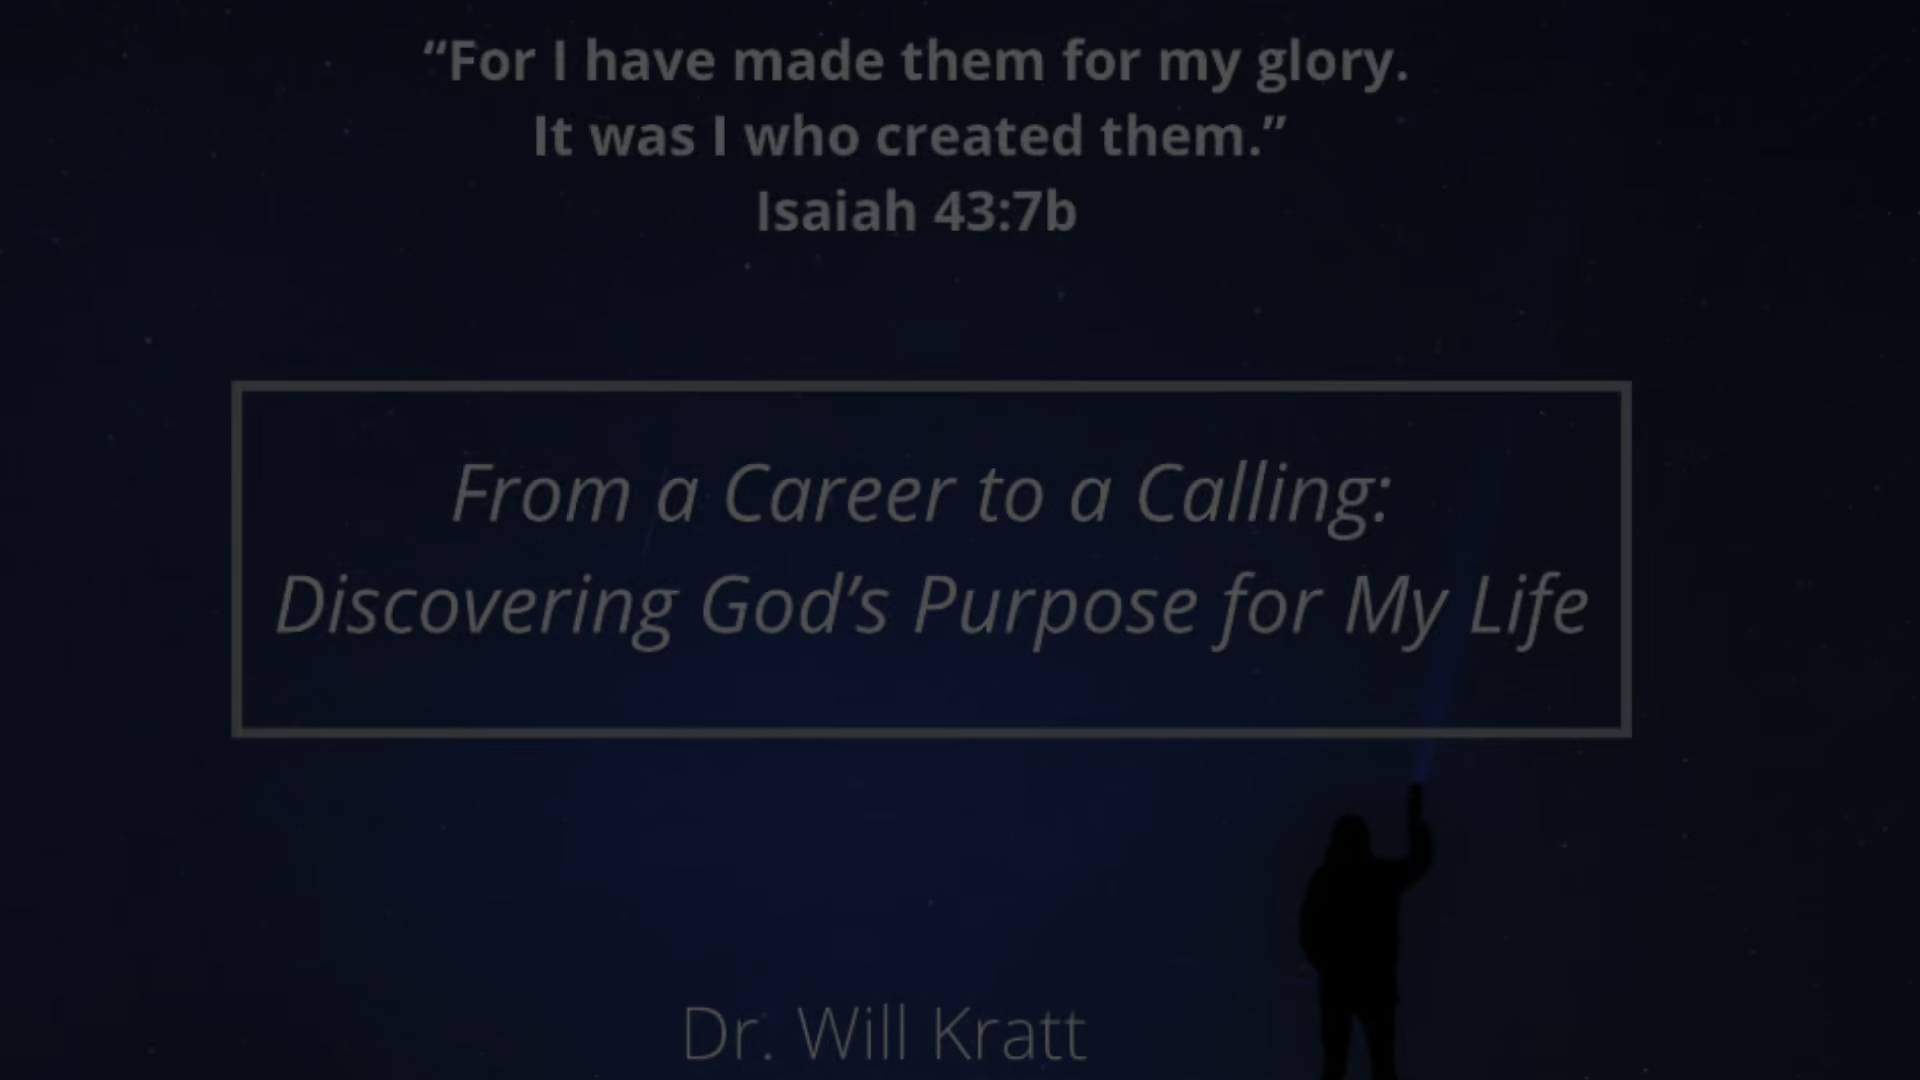 “For I have made them for my glory.
It was I who created them.”
Isaiah 43:7b
From a Career to a Calling:
Discovering God’s Purpose for My Life
Dr. Will Kratt